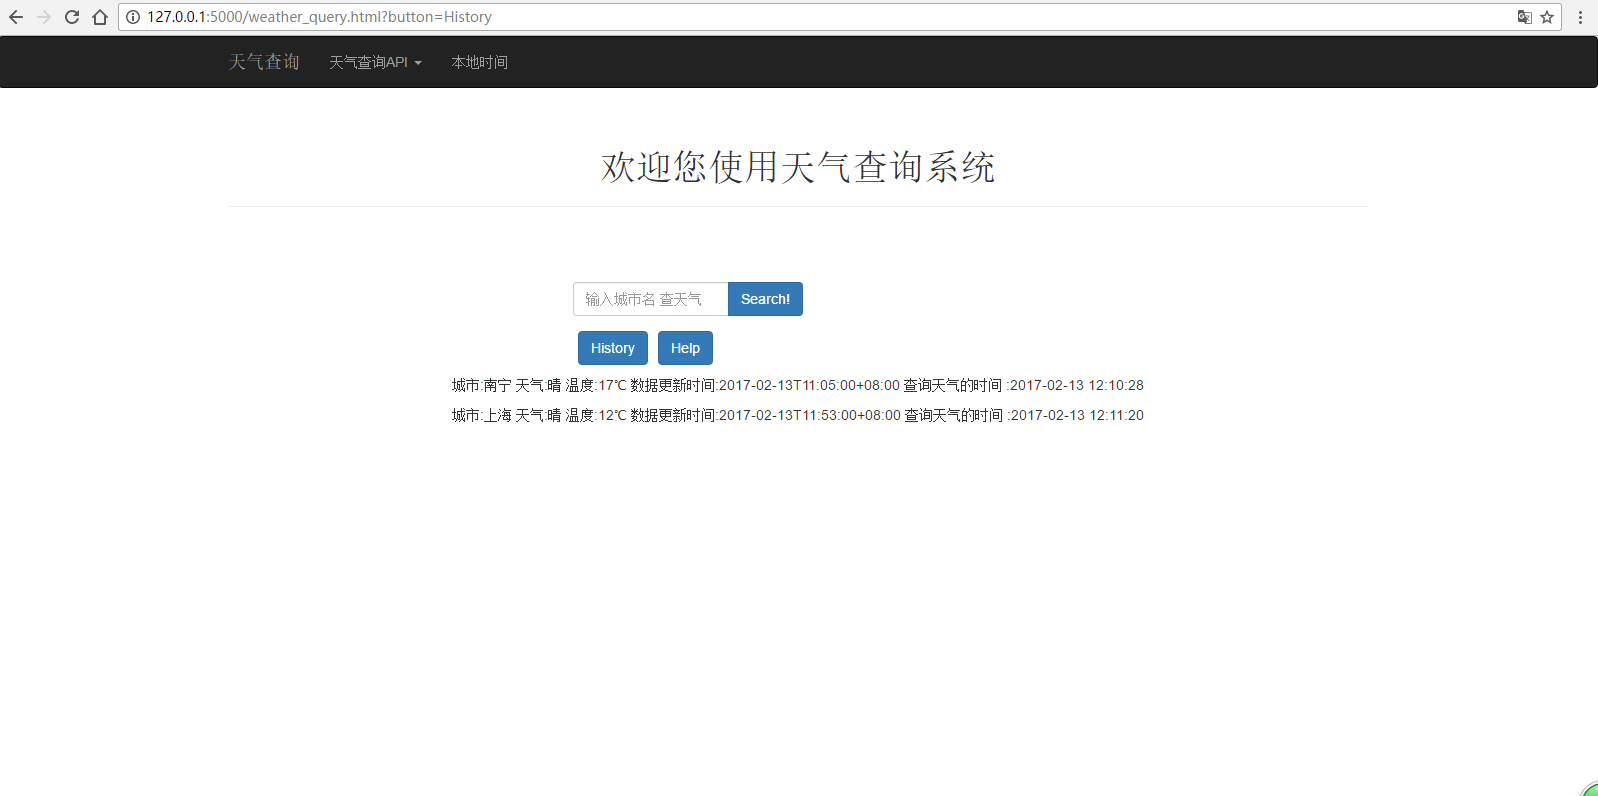 127.0.0.1:5000/weather_query.html?button=History
天气查询 天气查询API 本地时间
欢迎您使用天气查询系统
输入城市名 查天气 Search!
History Help
城市:南宁 天气:晴 温度:17℃ 数据更新时间:2017-02-13T11:05:00+08:00 查询天气的时间 :2017-02-13 12:10:28
城市:上海 天气:晴 温度:12℃ 数据更新时间:2017-02-13T11:53:00+08:00 查询天气的时间 :2017-02-13 12:11:20